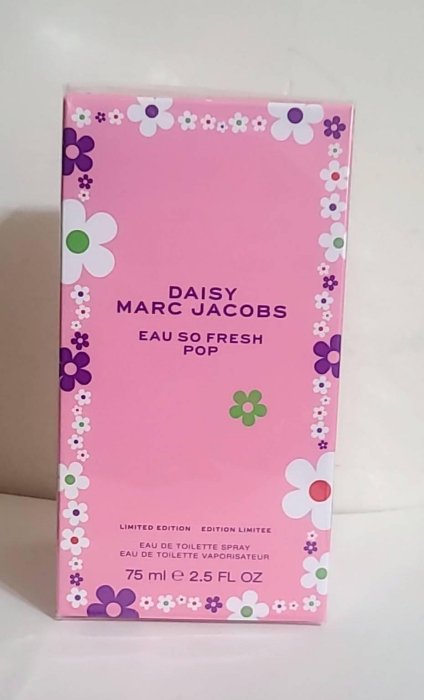 DAISY
MARC JACOBS
EAU SO FRESH
POP
LIMITED EDITION EDITION LIMITEE
EAU DE TOILETTE SPRAY
EAU DE TOILETTE VAPORISATEUR
75 ml e 2.5 FL OZ